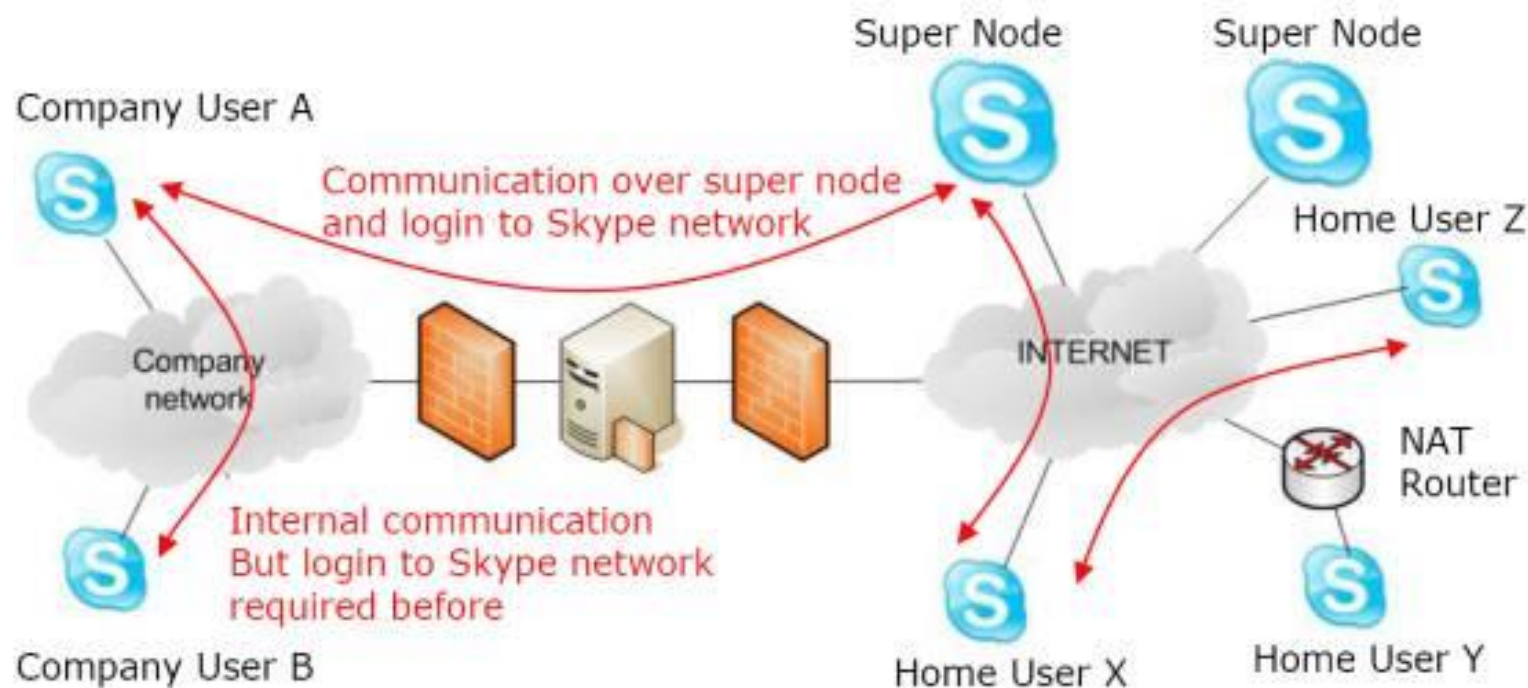 Super Node
Super Node
Company User A
Communication over super node
and login to Skype network
Home User Z
Company
network
INTERNET
NAT
Router
Internal communication
But login to Skype network
required before
Company User B
Home User X
Home User Y
S
S
S
S
S
S
S